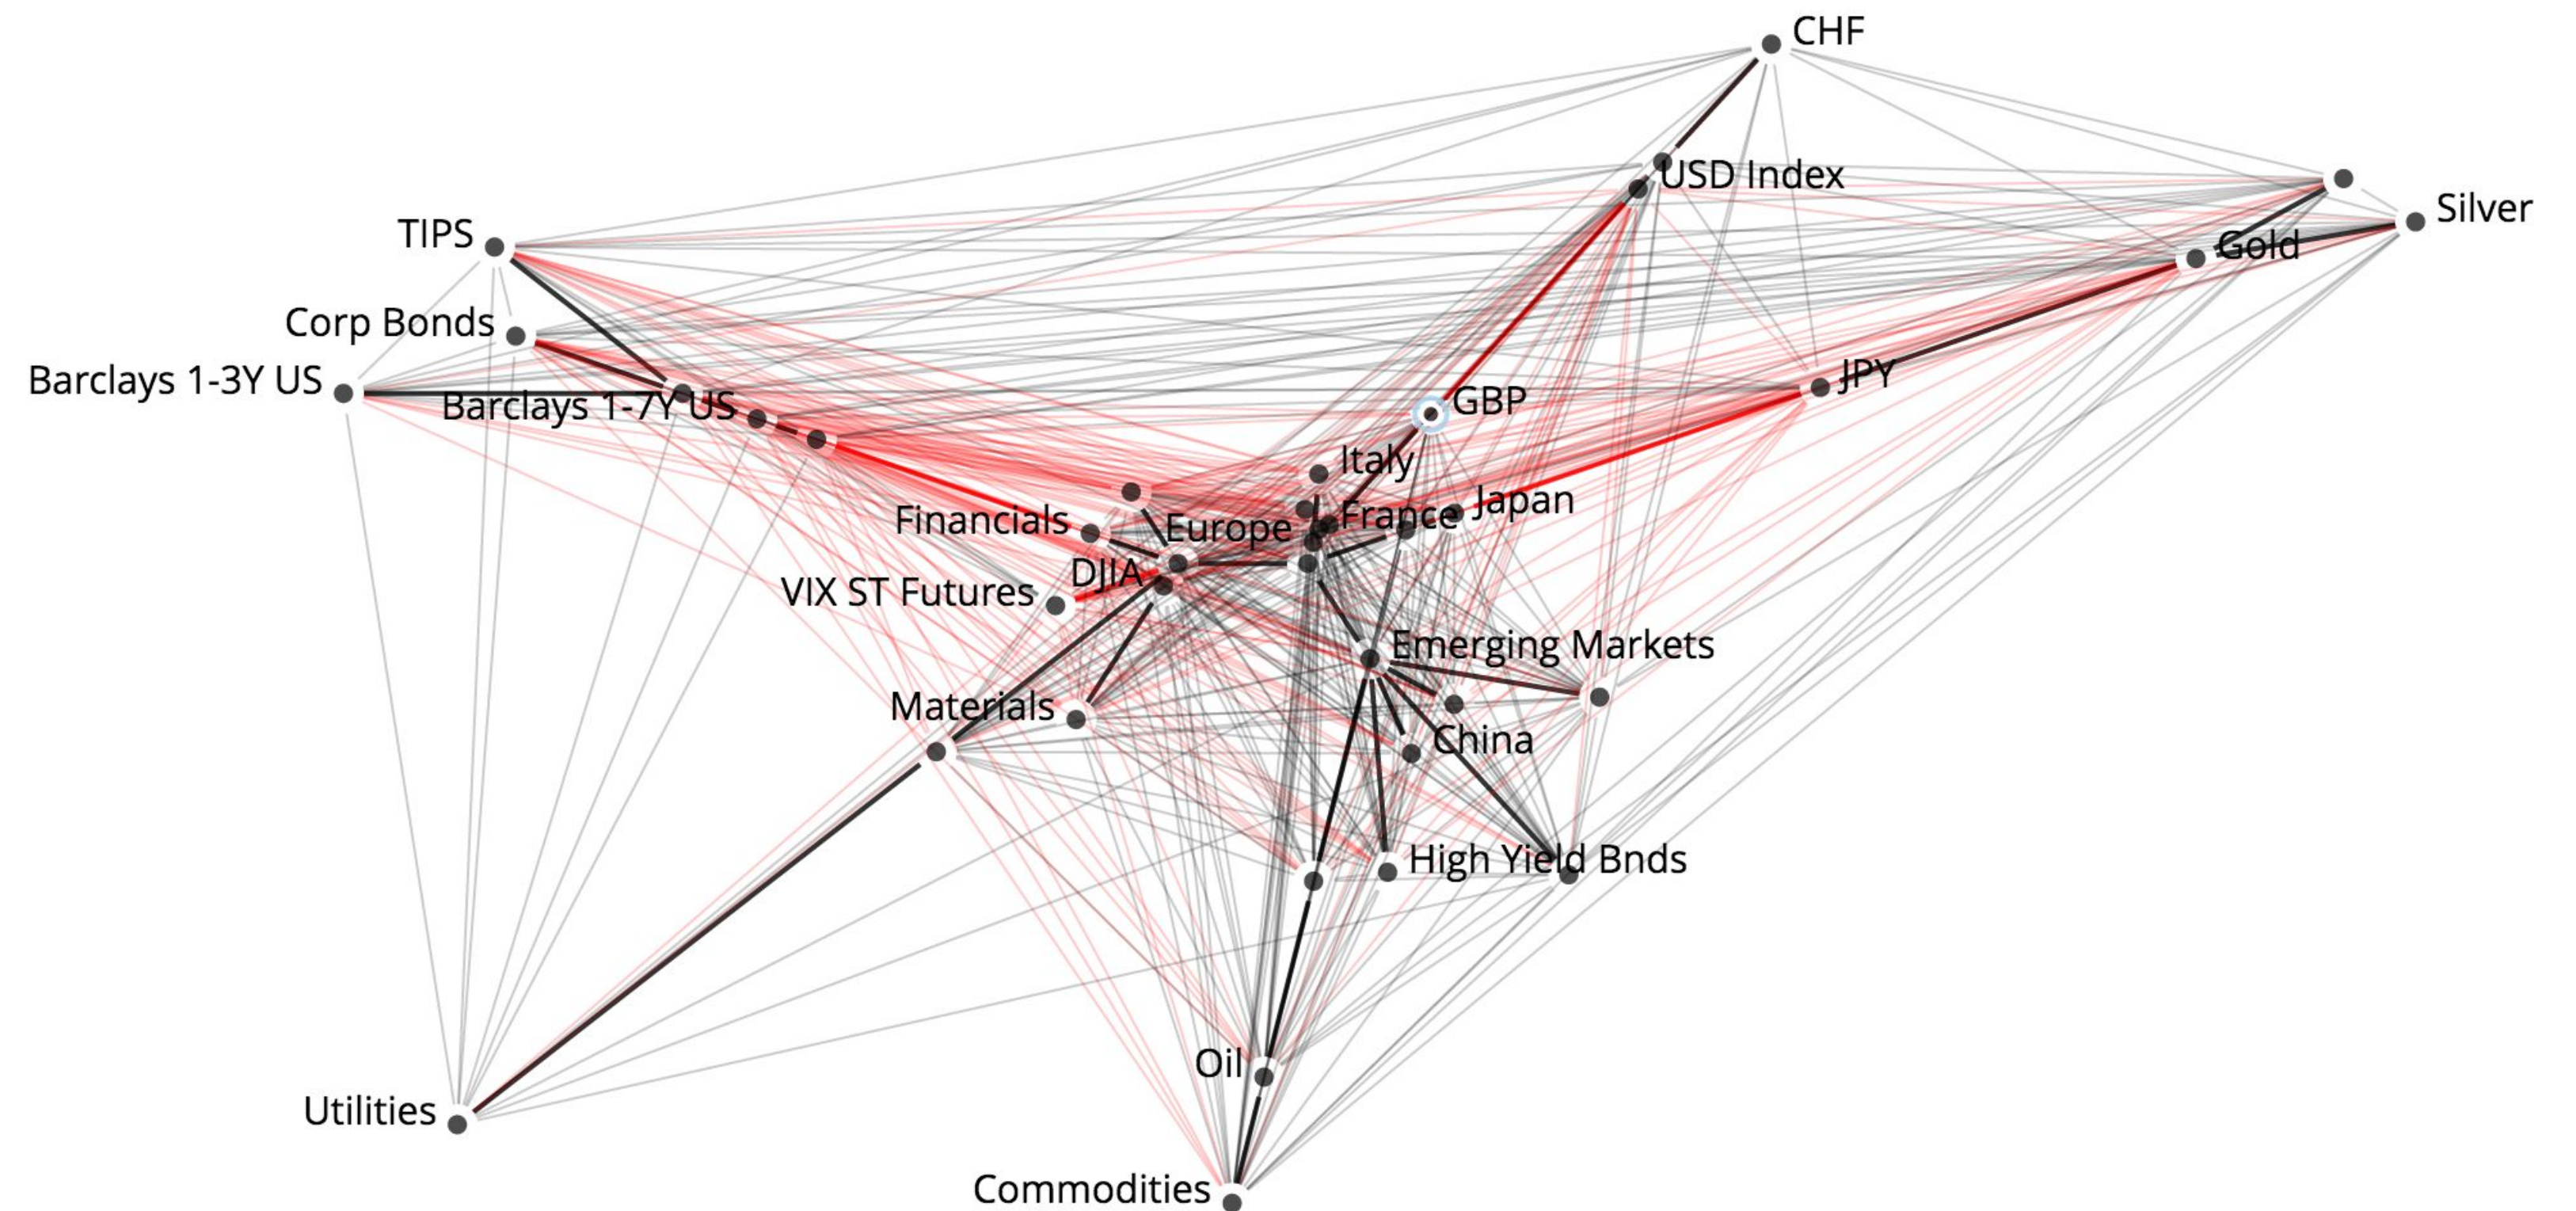 CHF
USD Index
Silver
TIPS
Gold
Corp Bonds
Barclays 1-3Y US
JPY
Barclays 1-7Y US
GBP
Italy
Japan
Financials
Europe
France
DJIA
VIX ST Futures
Emerging Markets
Materials
China
High Yield Bnds
Oil
Utilities
Commodities